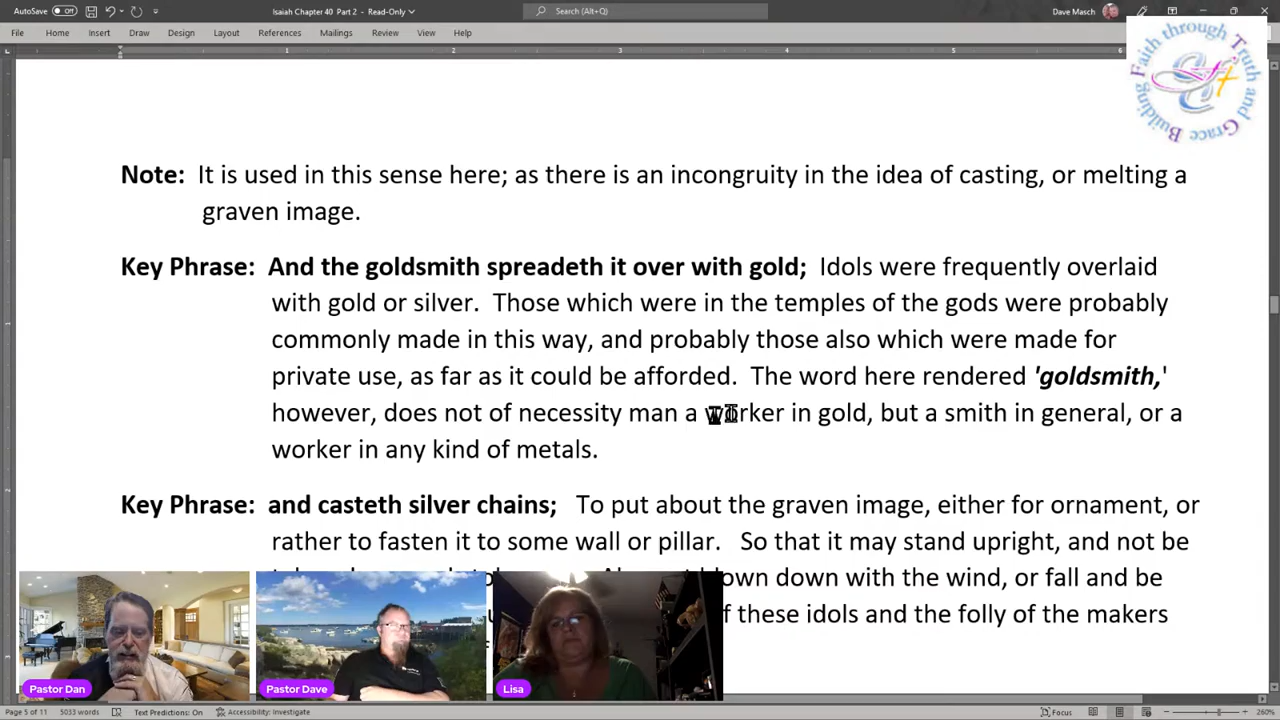 AutoSave Off
Isaiah Chapter 40 Part 2 - Read-Only
Search (Alt+Q)
Dave Masch
File Home Insert Draw Design Layout References Mailings Review View Help
Building Faith through Truth and Grace
Note: It is used in this sense here; as there is an incongruity in the idea of casting, or melting a
graven image.
Key Phrase: And the goldsmith spreadeth it over with gold; Idols were frequently overlaid
with gold or silver. Those which were in the temples of the gods were probably
commonly made in this way, and probably those also which were made for
private use, as far as it could be afforded. The word here rendered 'goldsmith,'
however, does not of necessity man a worker in gold, but a smith in general, or a
worker in any kind of metals.
Key Phrase: and casteth silver chains; To put about the graven image, either for ornament, or
rather to fasten it to some wall or pillar. So that it may stand upright, and not be
down down with the wind, or fall and be
these idols and the folly of the makers
Pastor Dan
Pastor Dave
Lisa
Page 5 of 11 5033 words Text Predictions: On Accessibility: Investigate Focus 260%